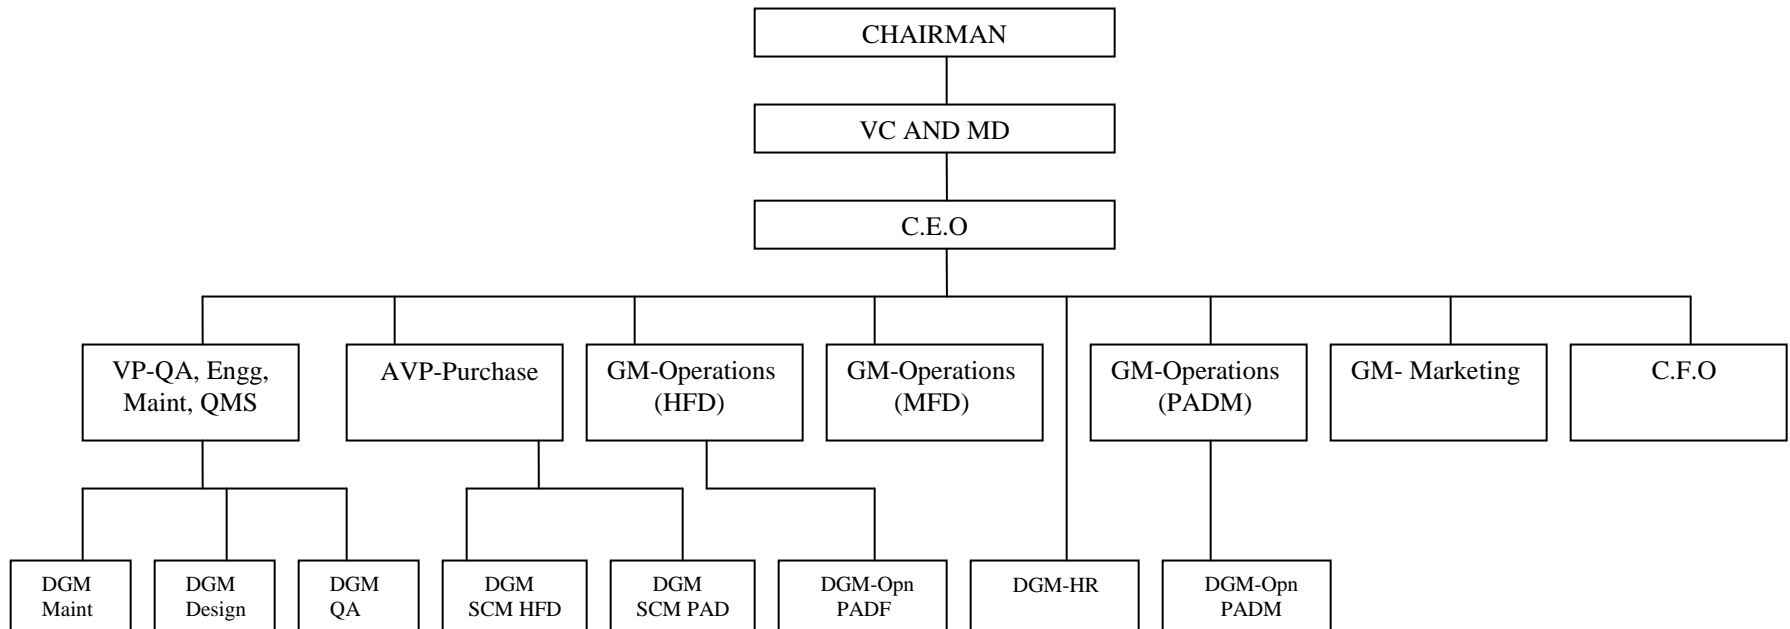 CHAIRMAN
VC AND MD
C.E.O
VP-QA, Engg,
Maint, QMS
AVP-Purchase
GM-Operations
(HFD)
GM-Operations
(MFD)
GM-Operations
(PADM)
GM- Marketing
C.F.O
DGM
Maint
DGM
Design
DGM
QA
DGM
SCM HFD
DGM
SCM PAD
DGM-Opn
PADF
DGM-HR
DGM-Opn
PADM